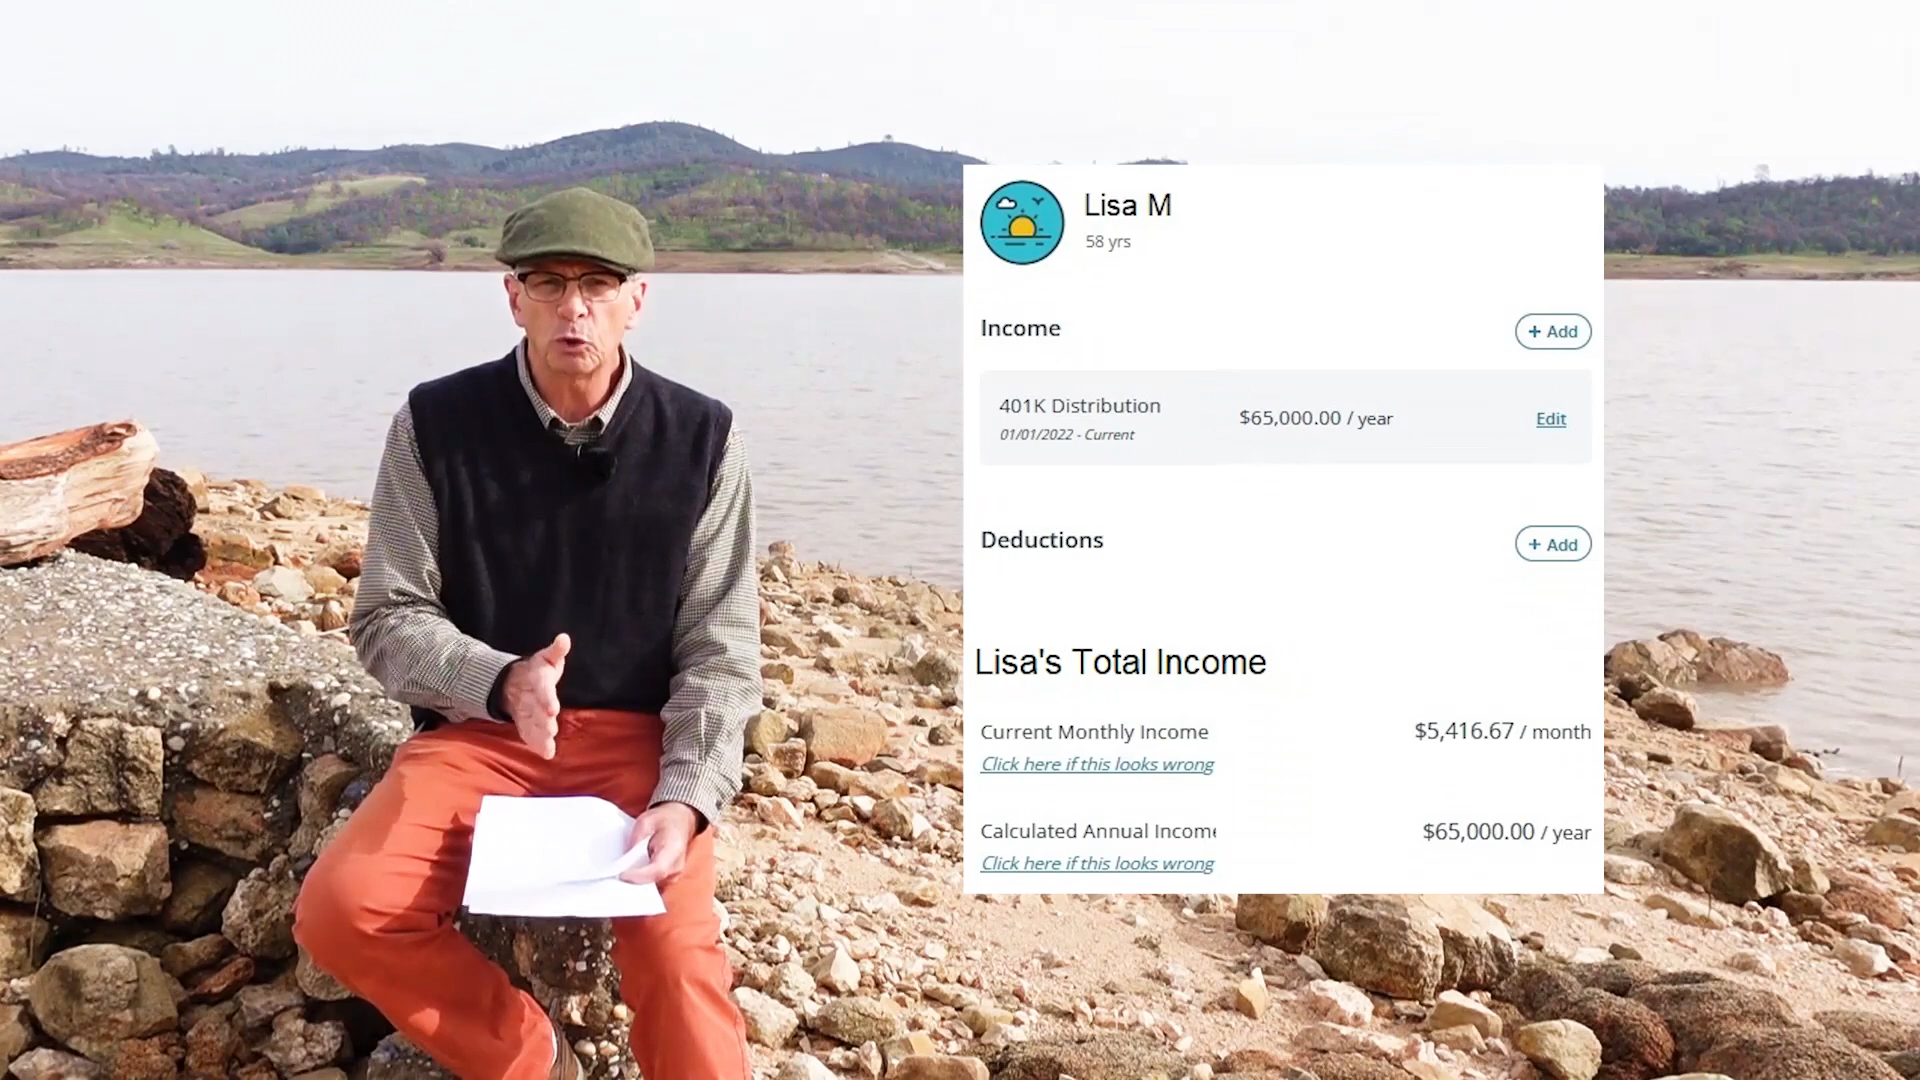 Lisa M
58 yrs
Income
+ Add
401K Distribution
01/01/2022 - Current
$65,000.00 / year
Edit
Deductions
+ Add
Lisa's Total Income
Current Monthly Income
$5,416.67 / month
Click here if this looks wrong
Calculated Annual Income
$65,000.00 / year
Click here if this looks wrong